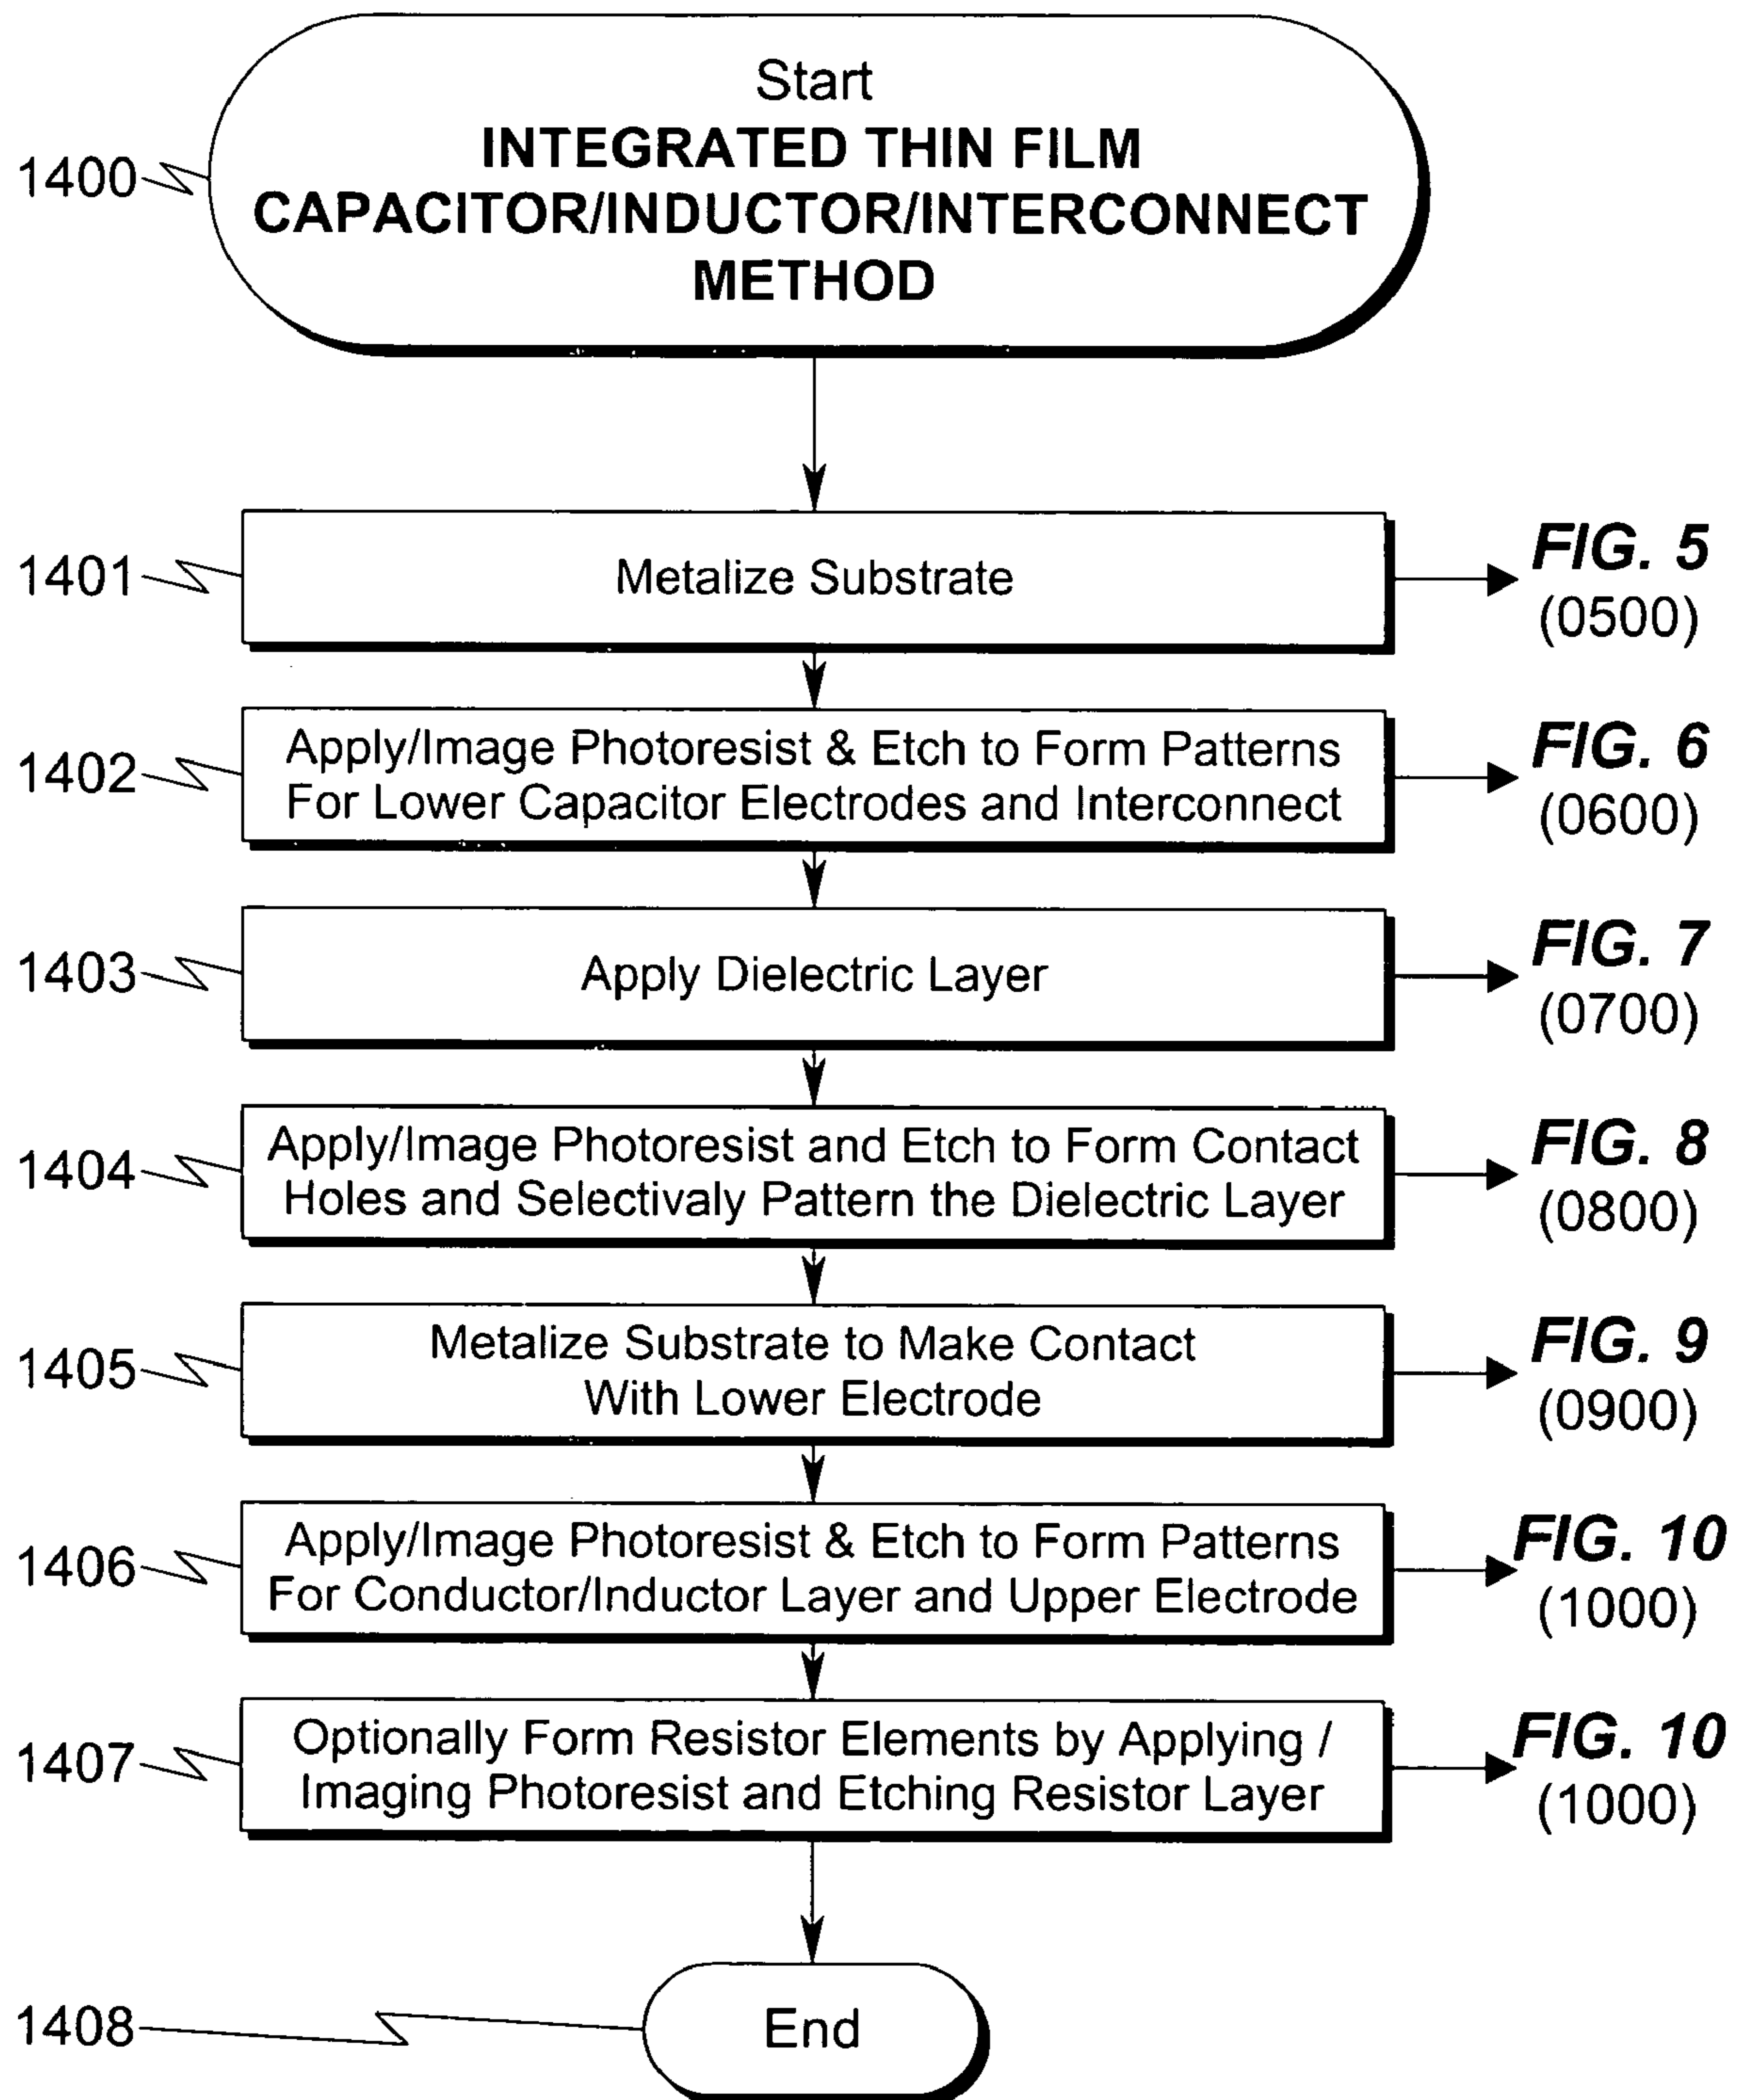 Start
INTEGRATED THIN FILM
CAPACITOR/INDUCTOR/INTERCONNECT
METHOD
1400
1401
Metalize Substrate
FIG. 5
(0500)
1402
Apply/Image Photoresist & Etch to Form Patterns
For Lower Capacitor Electrodes and Interconnect
FIG. 6
(0600)
1403
Apply Dielectric Layer
FIG. 7
(0700)
1404
Apply/Image Photoresist and Etch to Form Contact
Holes and Selectivaly Pattern the Dielectric Layer
FIG. 8
(0800)
1405
Metalize Substrate to Make Contact
With Lower Electrode
FIG. 9
(0900)
1406
Apply/Image Photoresist & Etch to Form Patterns
For Conductor/Inductor Layer and Upper Electrode
FIG. 10
(1000)
1407
Optionally Form Resistor Elements by Applying /
Imaging Photoresist and Etching Resistor Layer
FIG. 10
(1000)
1408
End